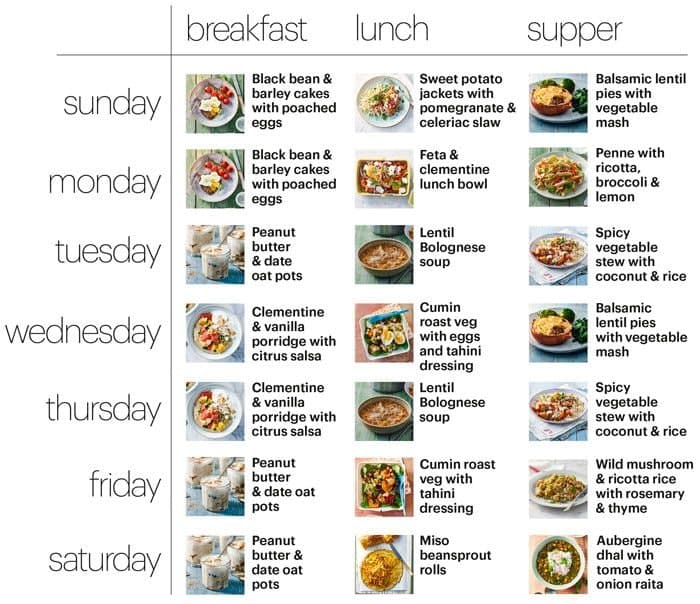 breakfast lunch supper
sunday
Black bean &
barley cakes
with poached
eggs
Sweet potato
jackets with
pomegranate &
celeriac slaw
Balsamic lentil
pies with
vegetable
mash
monday
Black bean &
barley cakes
with poached
eggs
Feta &
clementine
lunch bowl
Penne with
ricotta,
broccoli &
lemon
tuesday
Peanut
butter
& date
oat pots
Lentil
Bolognese
soup
Spicy
vegetable
stew with
coconut & rice
wednesday
Clementine
& vanilla
porridge with
citrus salsa
Cumin
roast veg
with eggs
and tahini
dressing
Balsamic
lentil pies
with vegetable
mash
thursday
Clementine
& vanilla
porridge with
citrus salsa
Lentil
Bolognese
soup
Spicy
vegetable
stew with
coconut & rice
friday
Peanut
butter
& date oat
pots
Cumin roast
veg with
tahini
dressing
Wild mushroom
& ricotta rice
with rosemary
& thyme
saturday
Peanut
butter &
date oat
pots
Miso
beansprout
rolls
Aubergine
dhal with
tomato &
onion raita